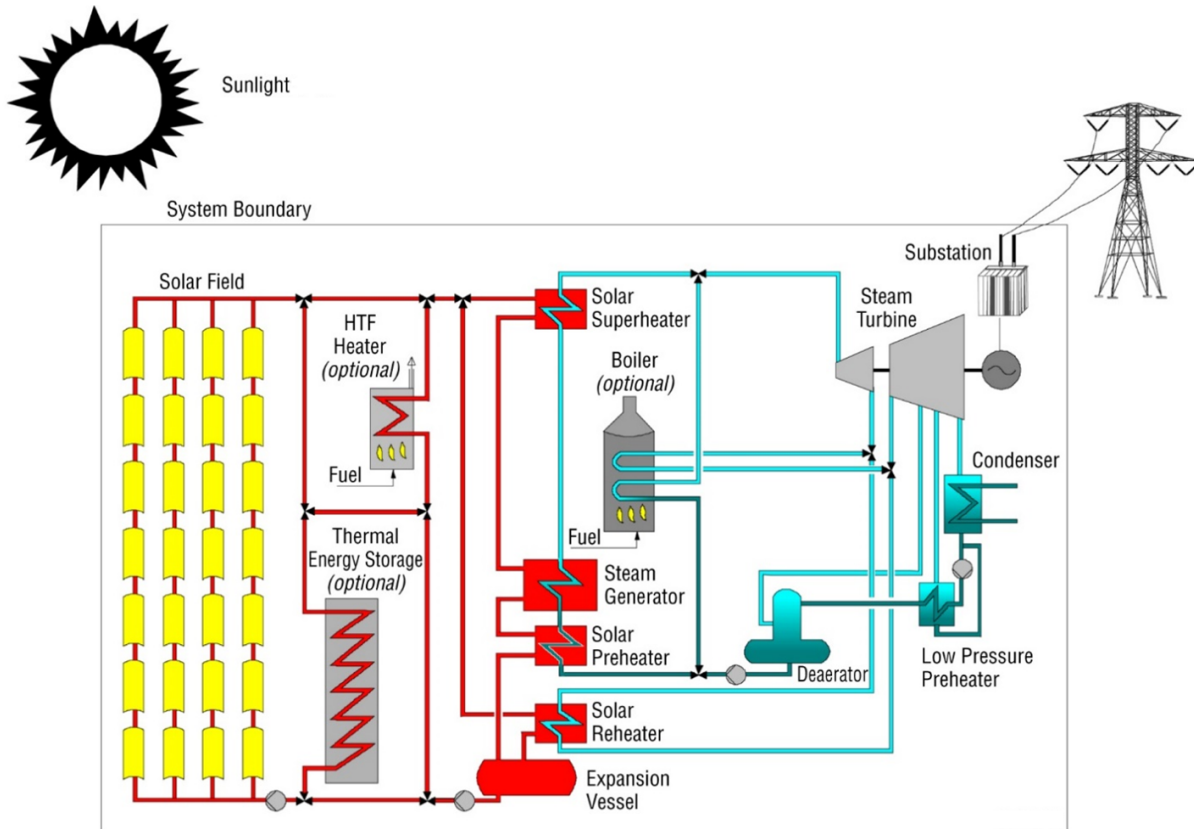 Sunlight
System Boundary
Substation
Solar Field
Solar
Superheater
Steam
Turbine
HTF
Heater
(optional)
Boiler
(optional)
Fuel
Condenser
Thermal
Energy Storage
(optional)
Fuel
Steam
Generator
Solar
Preheater
Deaerator
Low Pressure
Preheater
Solar
Reheater
Expansion
Vessel